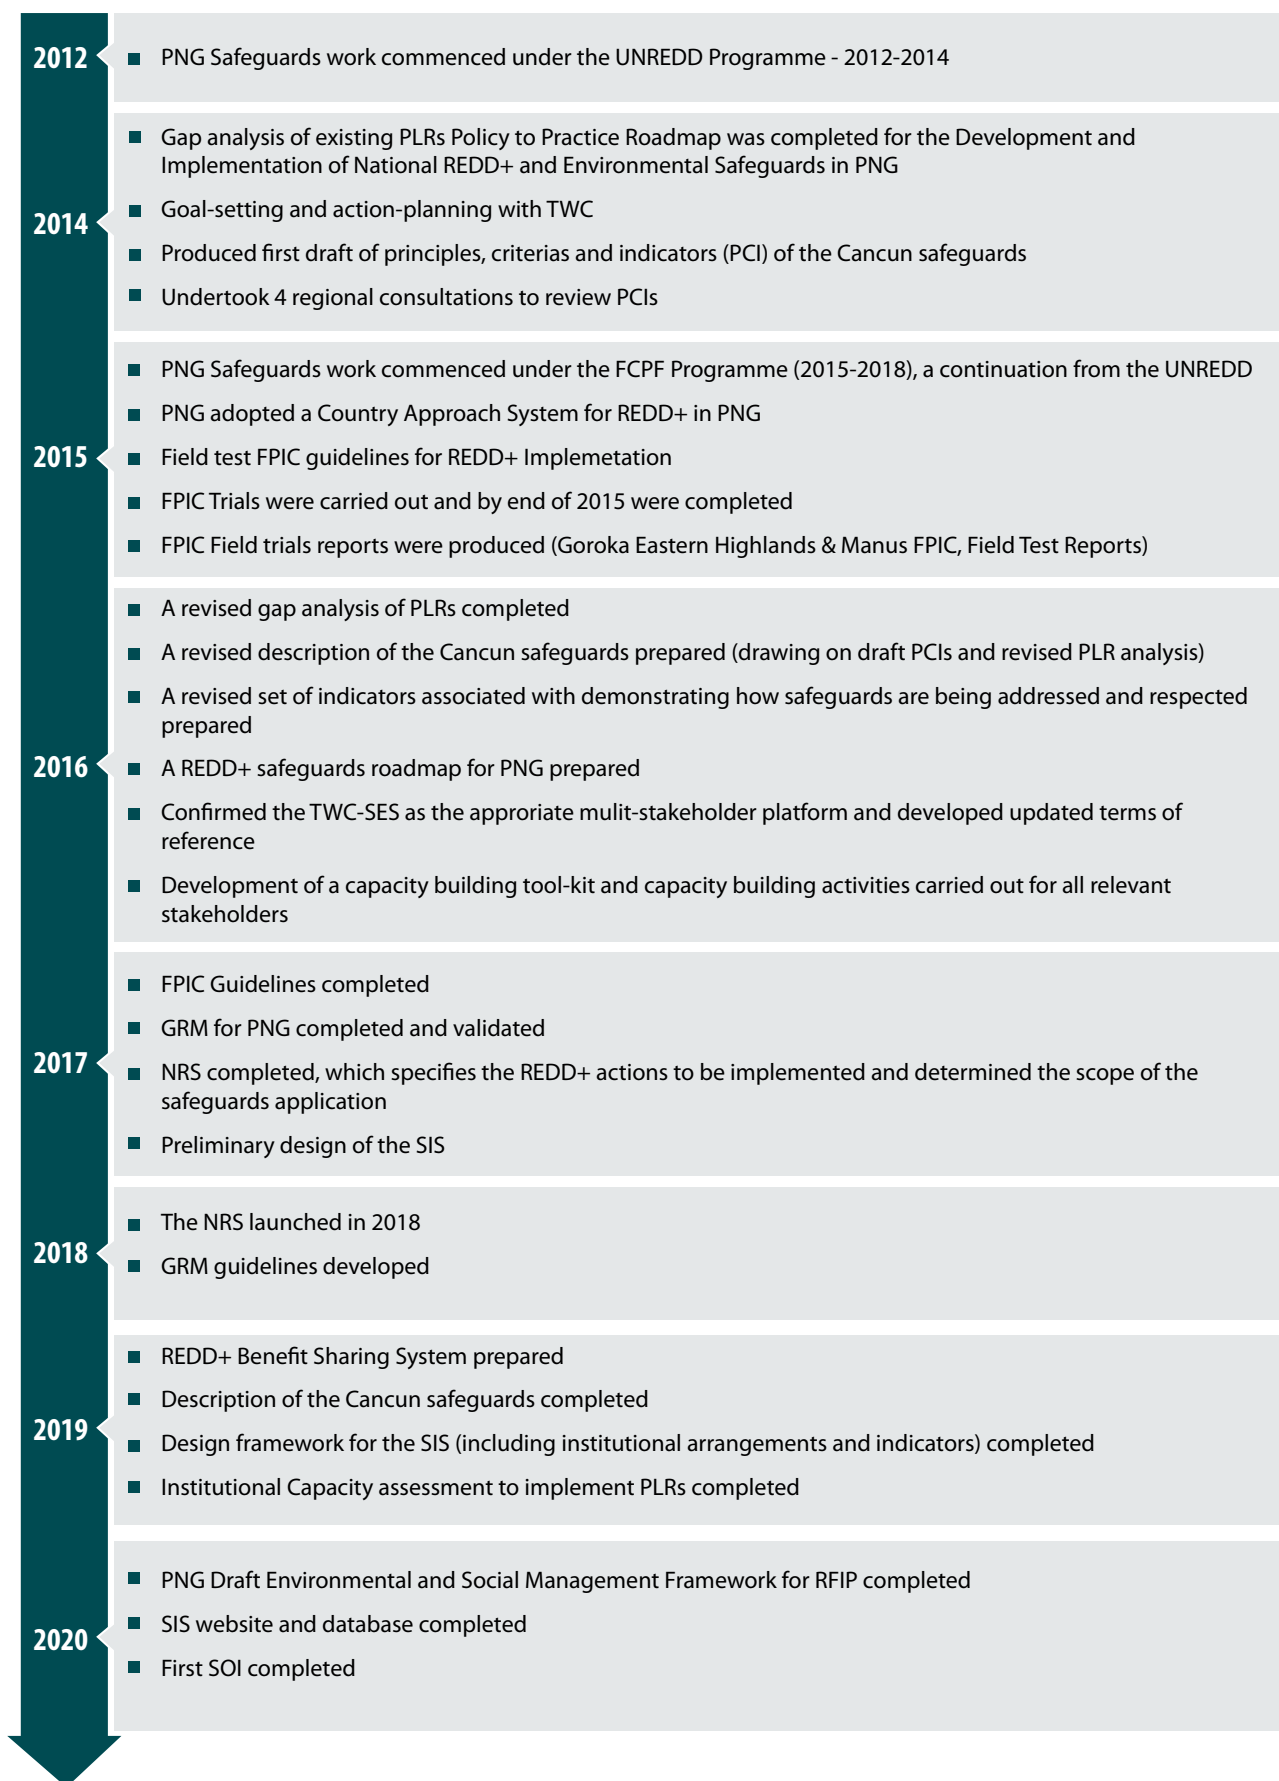 2012
PNG Safeguards work commenced under the UNREDD Programme - 2012-2014
2014
Gap analysis of existing PLRs Policy to Practice Roadmap was completed for the Development and
Implementation of National REDD+ and Environmental Safeguards in PNG
Goal-setting and action-planning with TWC
Produced first draft of principles, criterias and indicators (PCI) of the Cancun safeguards
Undertook 4 regional consultations to review PCIs
2015
PNG Safeguards work commenced under the FCPF Programme (2015-2018), a continuation from the UNREDD
PNG adopted a Country Approach System for REDD+ in PNG
Field test FPIC guidelines for REDD+ Implemetation
FPIC Trials were carried out and by end of 2015 were completed
FPIC Field trials reports were produced (Goroka Eastern Highlands & Manus FPIC, Field Test Reports)
2016
A revised gap analysis of PLRs completed
A revised description of the Cancun safeguards prepared (drawing on draft PCIs and revised PLR analysis)
A revised set of indicators associated with demonstrating how safeguards are being addressed and respected
prepared
A REDD+ safeguards roadmap for PNG prepared
Confirmed the TWC-SES as the approriate mulit-stakeholder platform and developed updated terms of
reference
Development of a capacity building tool-kit and capacity building activities carried out for all relevant
stakeholders
2017
FPIC Guidelines completed
GRM for PNG completed and validated
NRS completed, which specifies the REDD+ actions to be implemented and determined the scope of the
safeguards application
Preliminary design of the SIS
2018
The NRS launched in 2018
GRM guidelines developed
2019
REDD+ Benefit Sharing System prepared
Description of the Cancun safeguards completed
Design framework for the SIS (including institutional arrangements and indicators) completed
Institutional Capacity assessment to implement PLRs completed
2020
PNG Draft Environmental and Social Management Framework for RFIP completed
SIS website and database completed
First SOI completed